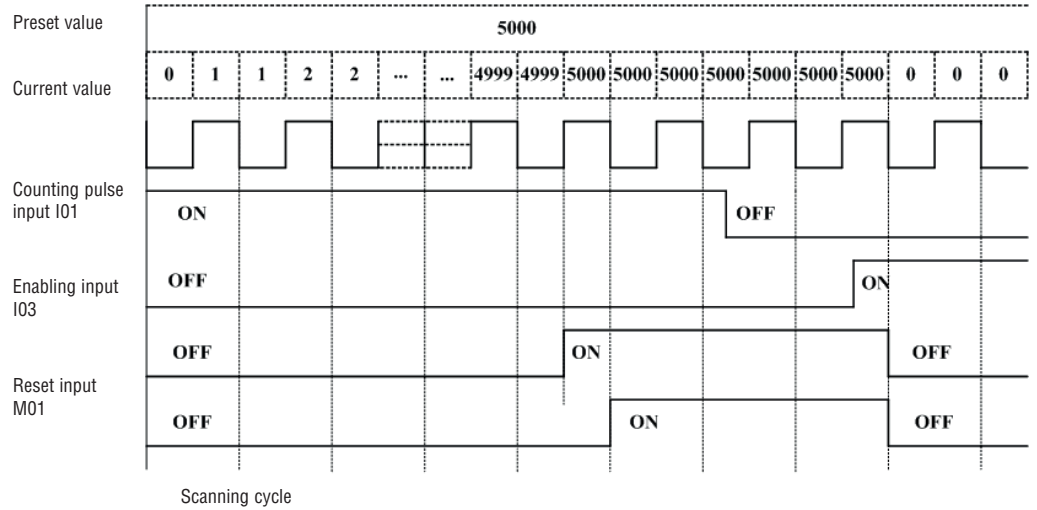 Preset value
5000
Current value
0 1 1 2 2 ... ... 4999 4999 5000 5000 5000 5000 5000 5000 5000 0 0 0
Counting pulse
input I01
ON
OFF
Enabling input
I03
OFF
ON
OFF
ON
OFF
Reset input
M01
OFF
ON
OFF
Scanning cycle